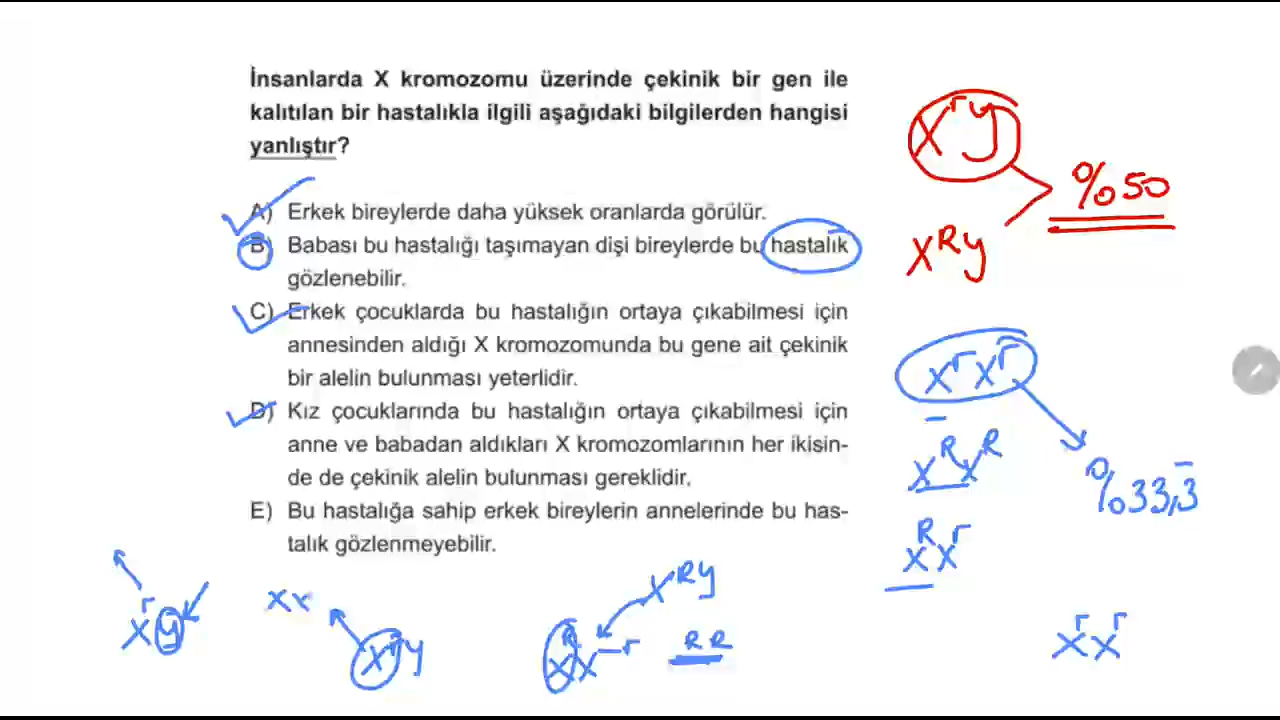 İnsanlarda X kromozomu üzerinde çekinik bir gen ile
kalıtılan bir hastalıkla ilgili aşağıdaki bilgilerden hangisi
yanlıştır?
A) Erkek bireylerde daha yüksek oranlarda görülür.
B) Babası bu hastalığı taşımayan dişi bireylerde bu hastalık
gözlenebilir.
C) Erkek çocuklarda bu hastalığın ortaya çıkabilmesi için
annesinden aldığı X kromozomunda bu gene ait çekinik
bir alelin bulunması yeterlidir.
D) Kız çocuklarında bu hastalığın ortaya çıkabilmesi için
anne ve babadan aldıkları X kromozomlarının her ikisin-
de de çekinik alelin bulunması gereklidir.
E) Bu hastalığa sahip erkek bireylerin annelerinde bu has-
talık gözlenmeyebilir.
XrY
%50
XRY
XrXr
XRXR
%33,3
XRXr
XrY
XX
XrY
XRXr
XRY
RR
XrXr